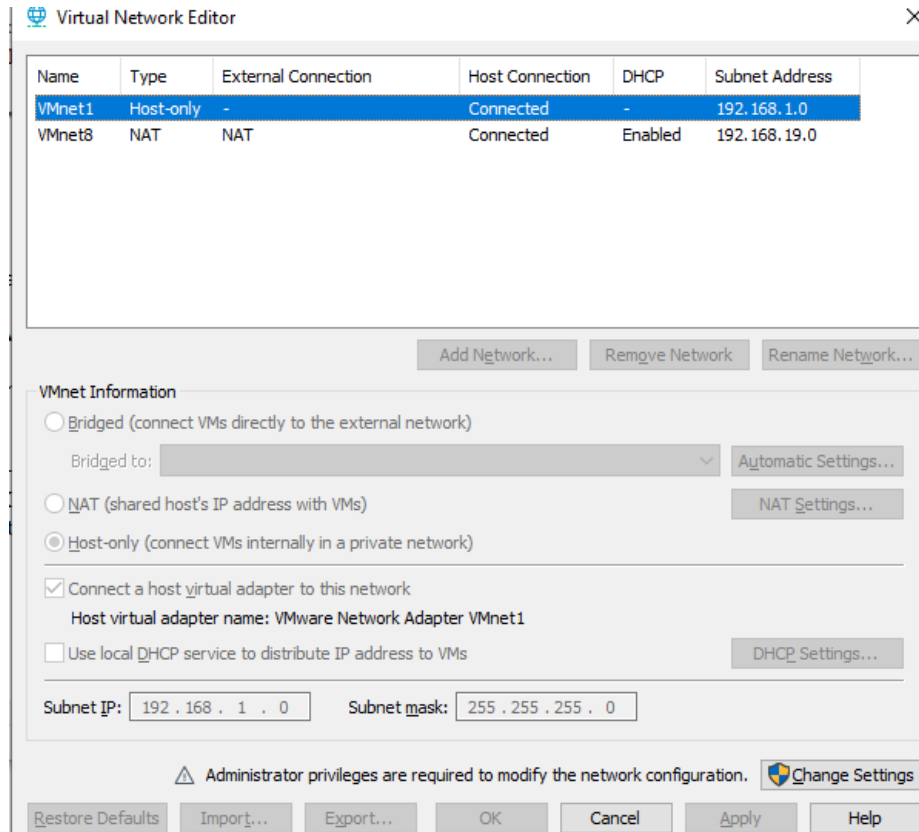 Virtual Network Editor
Name Type External Connection Host Connection DHCP Subnet Address
VMnet1 Host-only - Connected - 192.168.1.0
VMnet8 NAT NAT Connected Enabled 192.168.19.0
Add Network... Remove Network Rename Network...
VMnet Information
Bridged (connect VMs directly to the external network)
Bridged to: Automatic Settings...
NAT (shared host's IP address with VMs) NAT Settings...
Host-only (connect VMs internally in a private network)
Connect a host virtual adapter to this network
Host virtual adapter name: VMware Network Adapter VMnet1
Use local DHCP service to distribute IP address to VMs DHCP Settings...
Subnet IP: 192 . 168 . 1 . 0 Subnet mask: 255 . 255 . 255 . 0
Administrator privileges are required to modify the network configuration. Change Settings
Restore Defaults Import... Export... OK Cancel Apply Help